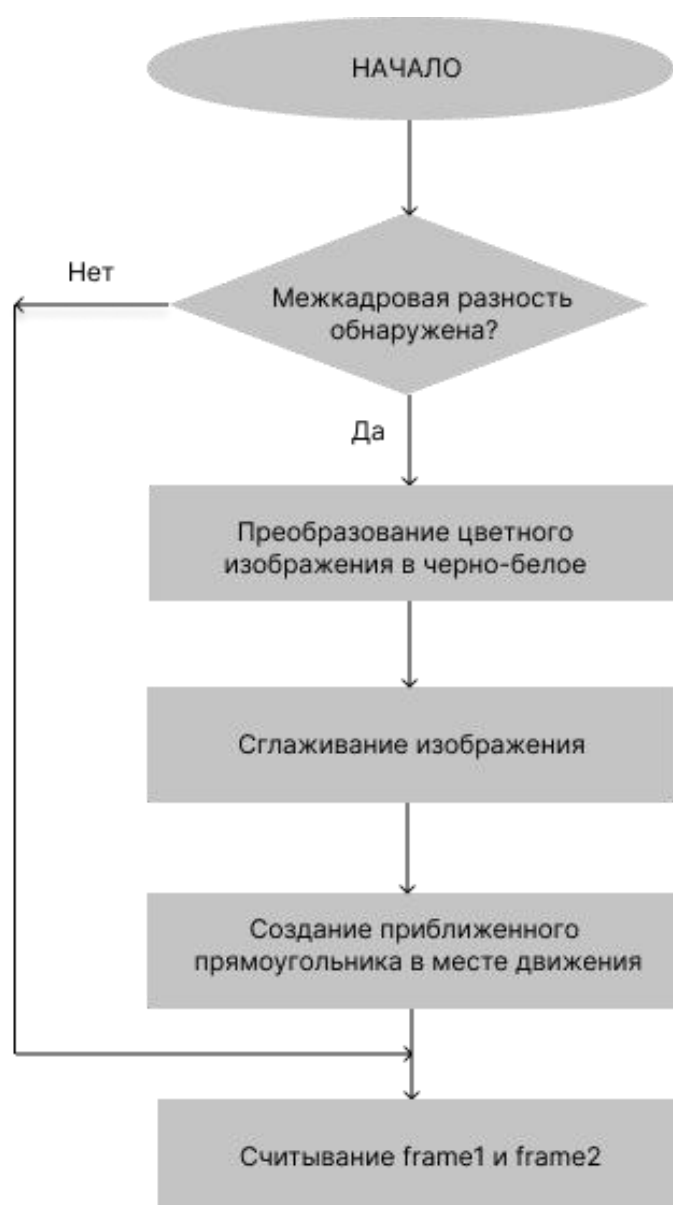 НАЧАЛО
Нет
Межкадровая разность
обнаружена?
Да
Преобразование цветного
изображения в черно-белое
Сглаживание изображения
Создание приближенного
прямоугольника в месте движения
Считывание frame1 и frame2